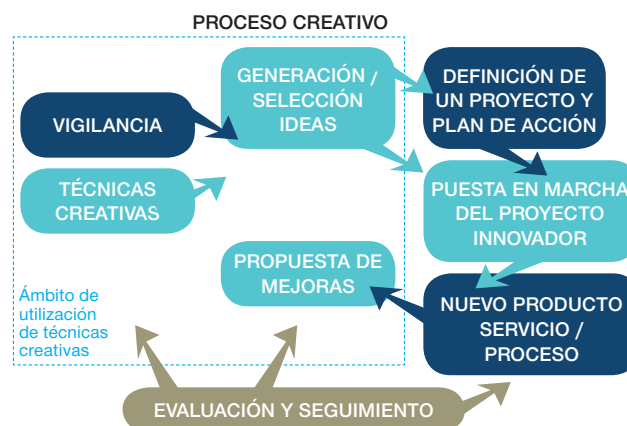 PROCESO CREATIVO
GENERACIÓN /
SELECCIÓN
IDEAS
DEFINICIÓN DE
UN PROYECTO Y
PLAN DE ACCIÓN
VIGILANCIA
TÉCNICAS
CREATIVAS
PUESTA EN MARCHA
DEL PROYECTO
INNOVADOR
PROPUESTA DE
MEJORAS
NUEVO PRODUCTO
SERVICIO /
PROCESO
Ámbito de
utilización
de técnicas
creativas
EVALUACIÓN Y SEGUIMIENTO